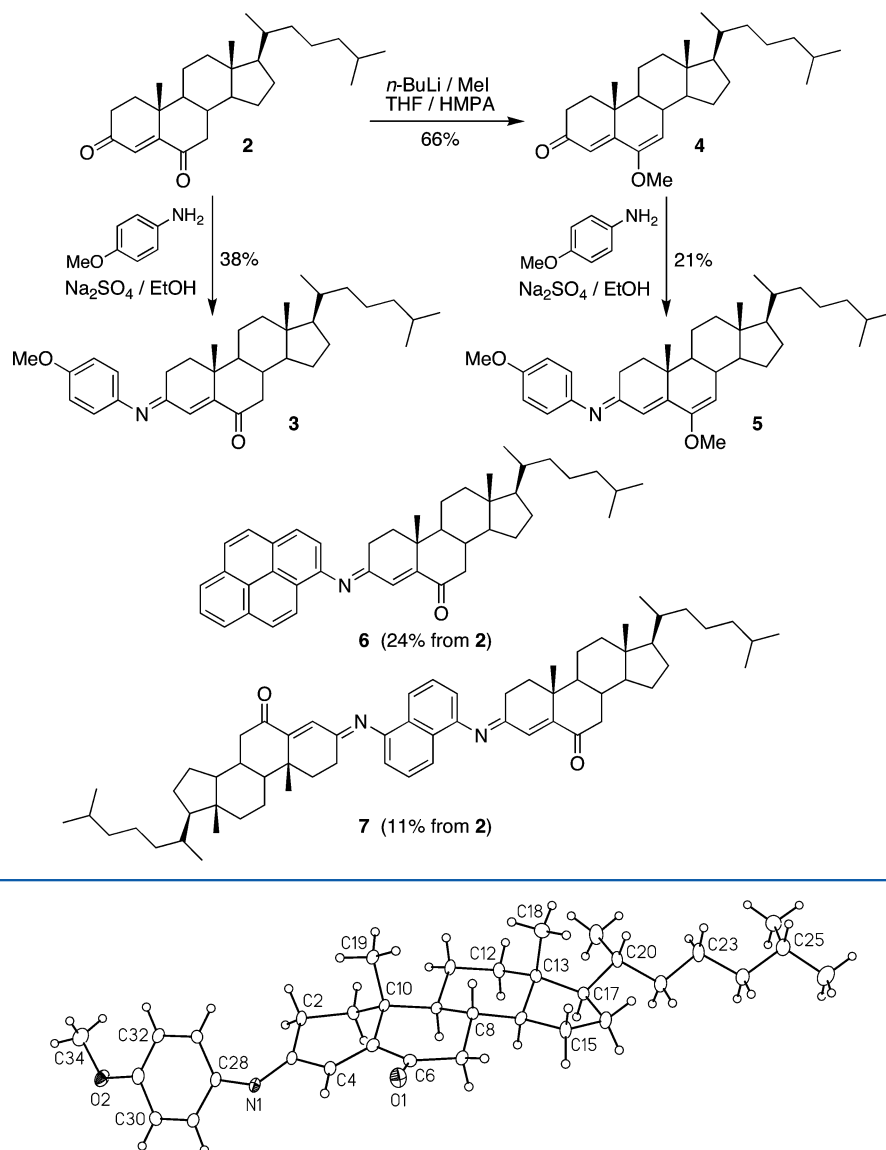 O
O
2
n-BuLi / MeI
THF / HMPA
66%
O
OMe
4
NH2
MeO
Na2SO4 / EtOH
38%
NH2
MeO
Na2SO4 / EtOH
21%
MeO
N
O
3
MeO
N
OMe
5
N
O
6 (24% from 2)
O
N
N
O
7 (11% from 2)
C18
C19
C12
C20
C23
C25
C13
C10
C2
C17
C32
C8
C15
C34
C28
C4
C6
O2
N1
O1
C30